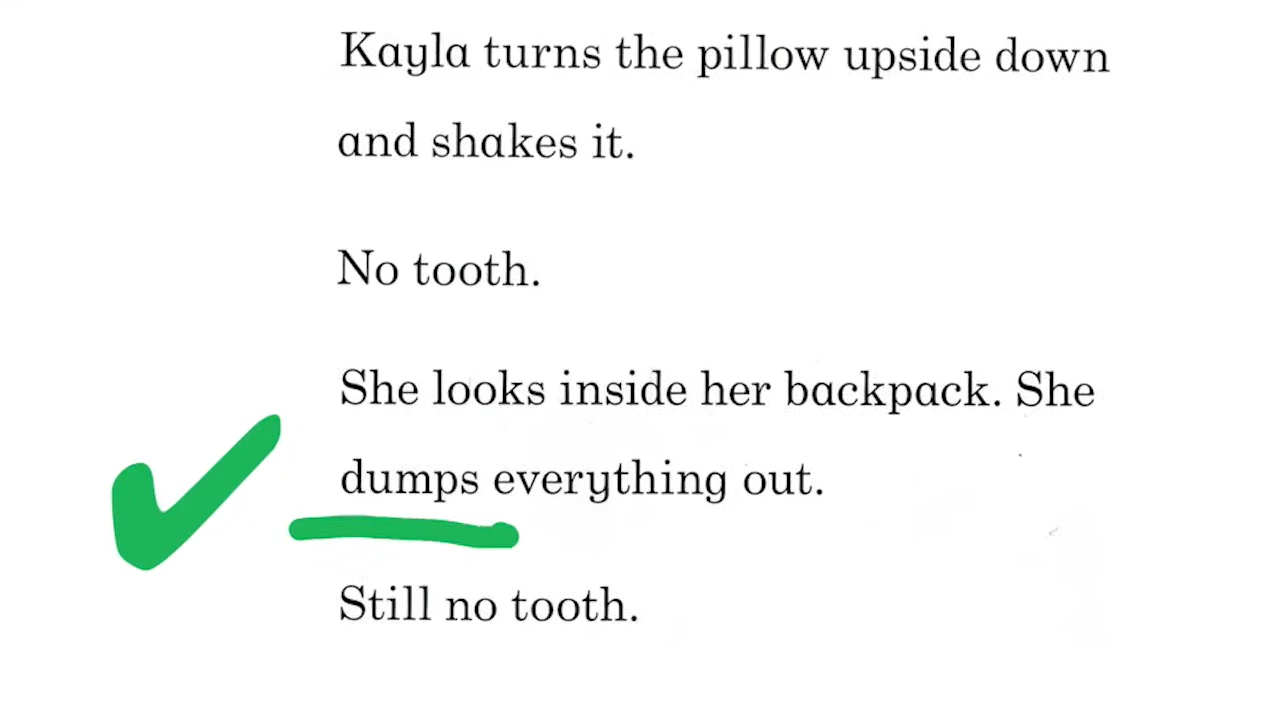 Kayla turns the pillow upside down
and shakes it.
No tooth.
She looks inside her backpack. She
dumps everything out.
Still no tooth.